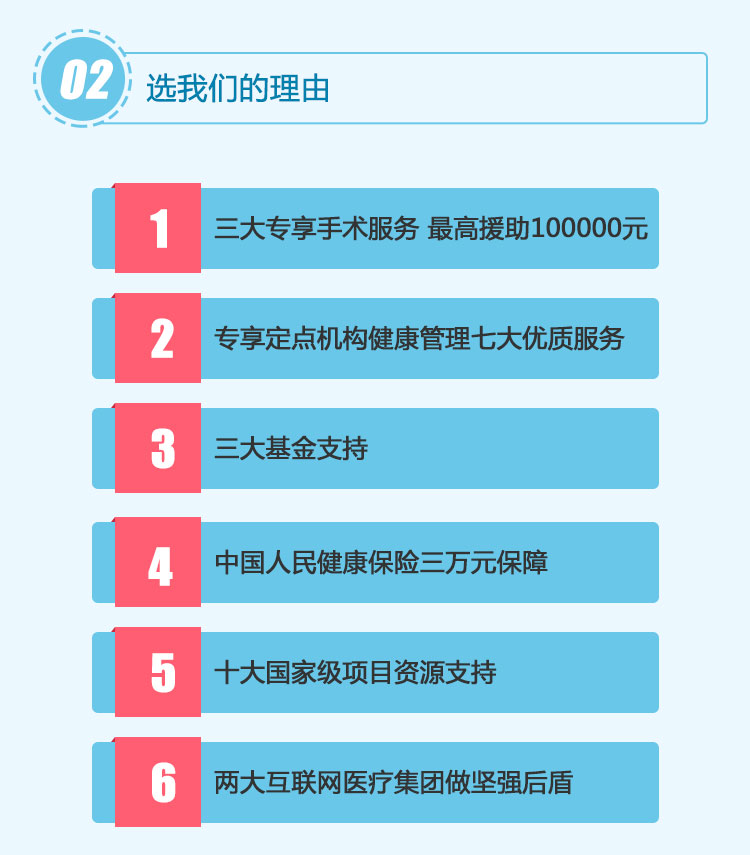 02
选我们的理由
1
三大专享手术服务 最高援助100000元
2
专享定点机构健康管理七大优质服务
3
三大基金支持
4
中国人民健康保险三万元保障
5
十大国家级项目资源支持
6
两大互联网医疗集团做坚强后盾